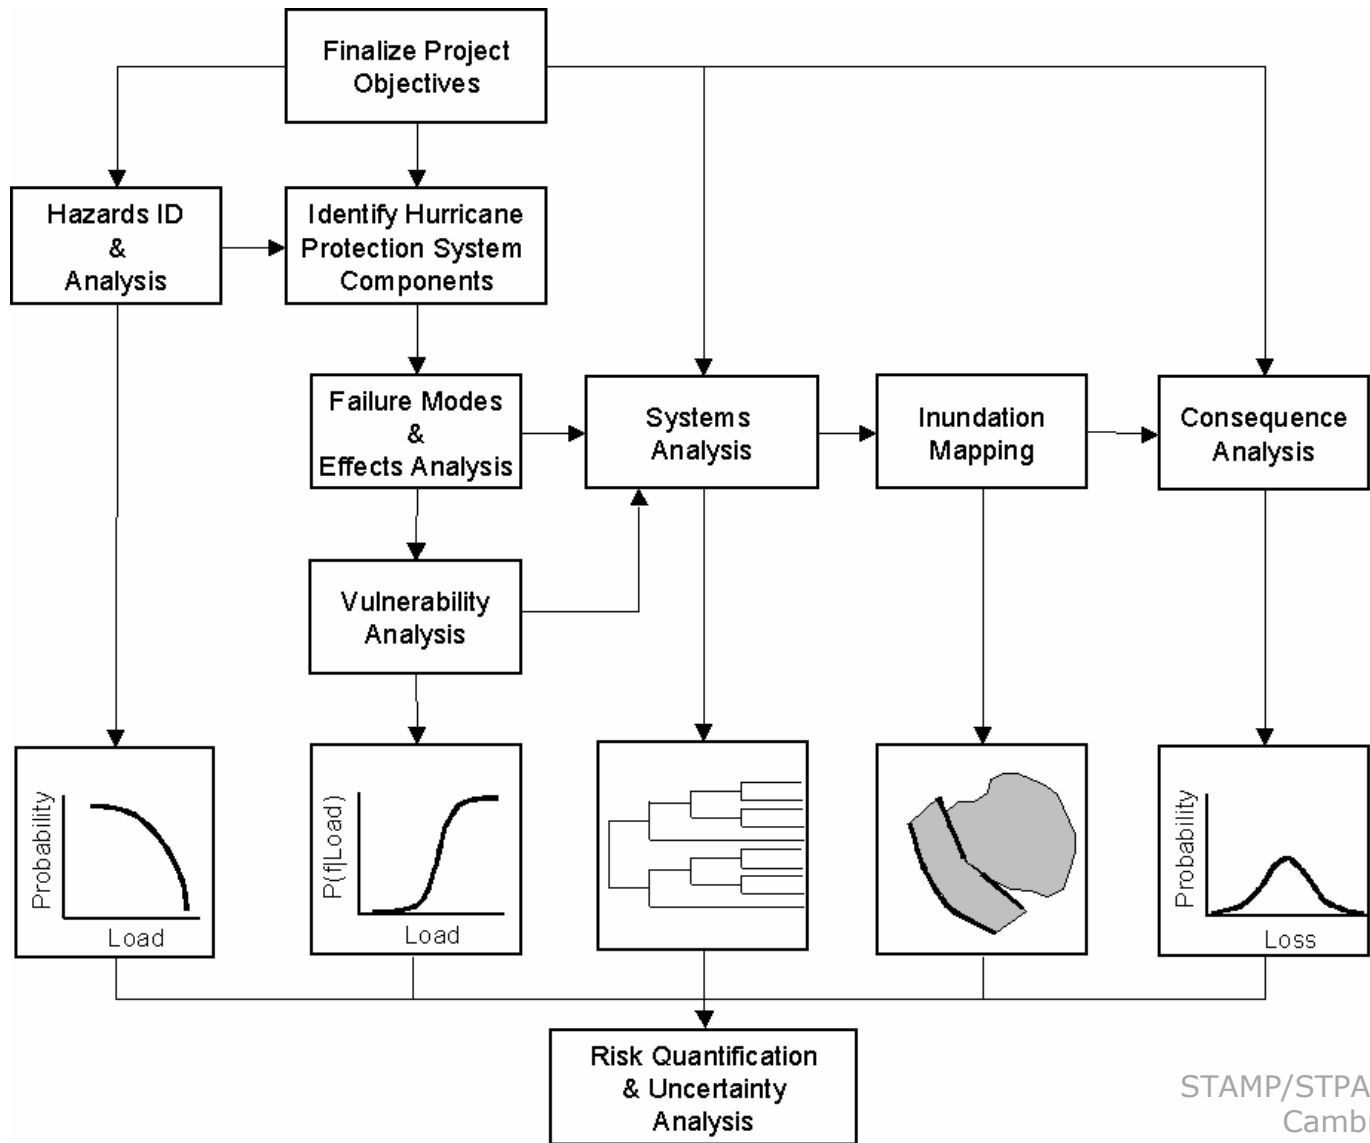 Finalize Project
Objectives
Hazards ID
&
Analysis
Identify Hurricane
Protection System
Components
Failure Modes
&
Effects Analysis
Systems
Analysis
Inundation
Mapping
Consequence
Analysis
Vulnerability
Analysis
Probability
Load
P(f|Load)
Load
Probability
Loss
Risk Quantification
& Uncertainty
Analysis
STAMP/STPA
Camb